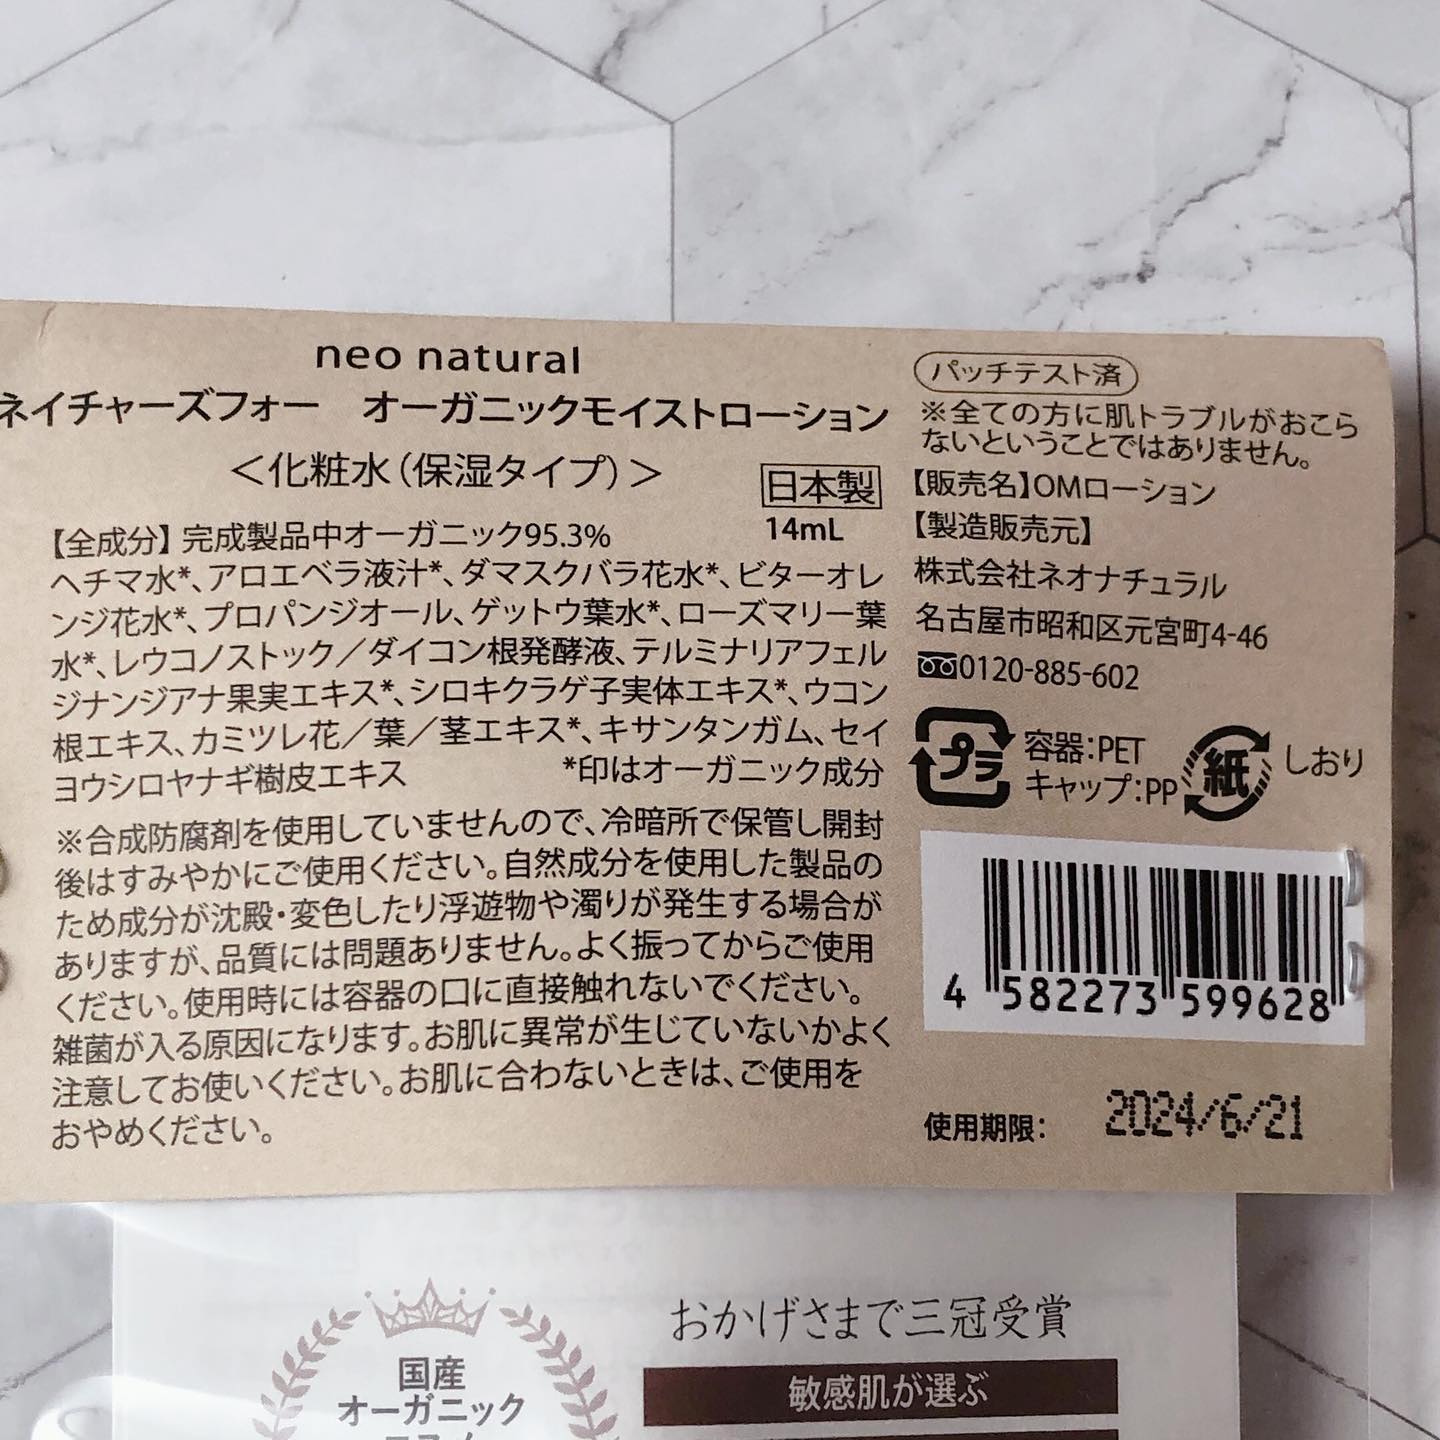 neo natural
ネイチャーズフォー　オーガニックモイストローション
＜化粧水（保湿タイプ）＞
日本製
14mL
【全成分】完成製品中オーガニック95.3%
ヘチマ水*、アロエベラ液汁*、ダマスクバラ花水*、ビターオレ
ンジ花水*、プロパンジオール、ゲットウ葉水*、ローズマリー葉
水*、レウコノストック／ダイコン根発酵液、テルミナリアフェル
ジナンジアナ果実エキス*、シロキクラゲ子実体エキス*、ウコン
根エキス、カミツレ花／葉／茎エキス*、キサンタンガム、セイ
ヨウシロヤナギ樹皮エキス　　　*印はオーガニック成分
※合成防腐剤を使用していませんので、冷暗所で保管し開封
後はすみやかにご使用ください。自然成分を使用した製品の
ため成分が沈殿・変色したり浮遊物や濁りが発生する場合が
ありますが、品質には問題ありません。よく振ってからご使用
ください。使用時には容器の口に直接触れないでください。
雑菌が入る原因になります。お肌に異常が生じていないかよく
注意してお使いください。お肌に合わないときは、ご使用を
おやめください。
パッチテスト済
※全ての方に肌トラブルがおこら
ないということではありません。
【販売名】OMローション
【製造販売元】
株式会社ネオナチュラル
名古屋市昭和区元宮町4-46
0120-885-602
プラ
容器：PET
キャップ：PP
紙
しおり
4 582273 599628
使用期限： 2024/6/21
国産
オーガニック
おかげさまで三冠受賞
敏感肌が選ぶ